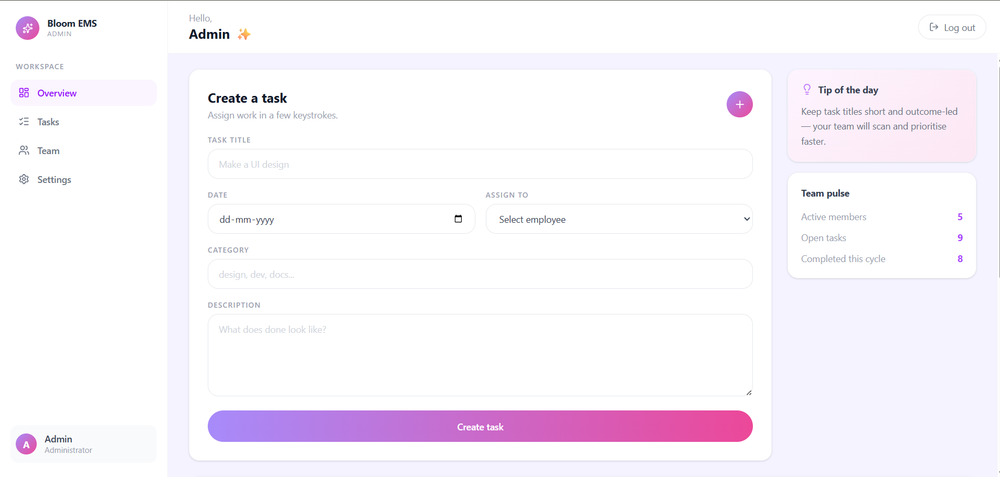 Bloom EMS
ADMIN
WORKSPACE
Overview
Tasks
Team
Settings
A
Admin
Administrator
Hello,
Admin ✨
Log out
Create a task
Assign work in a few keystrokes.
TASK TITLE
Make a UI design
DATE
dd-mm-yyyy
ASSIGN TO
Select employee
CATEGORY
design, dev, docs...
DESCRIPTION
What does done look like?
Create task
Tip of the day
Keep task titles short and outcome-led
— your team will scan and prioritise
faster.
Team pulse
Active members 5
Open tasks 9
Completed this cycle 8